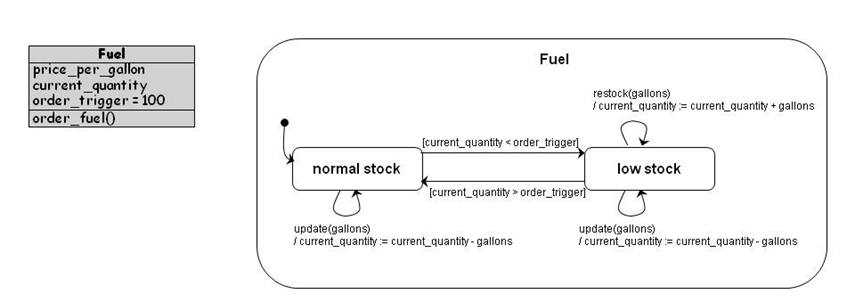 Fuel
price_per_gallon
current_quantity
order_trigger = 100
order_fuel()
Fuel
restock(gallons)
/ current_quantity := current_quantity + gallons
[current_quantity < order_trigger]
normal stock
low stock
[current_quantity > order_trigger]
update(gallons)
/ current_quantity := current_quantity - gallons
update(gallons)
/ current_quantity := current_quantity - gallons